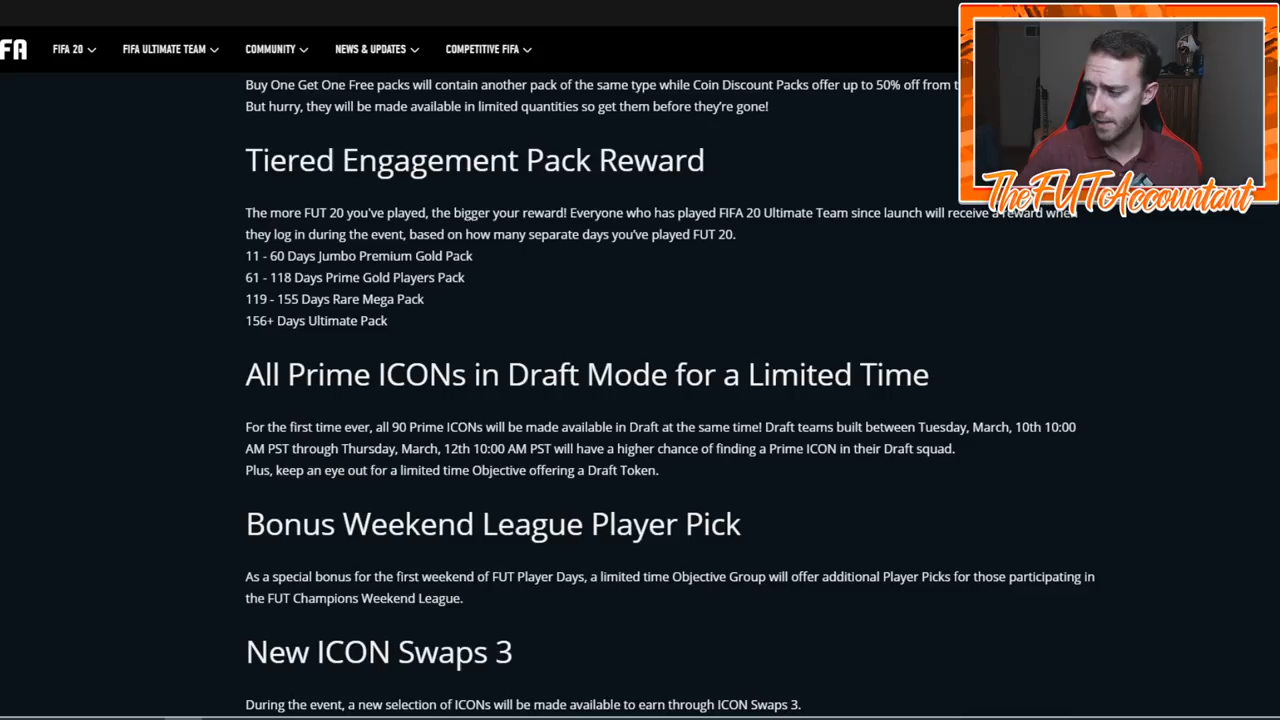 FA
FIFA 20
FIFA ULTIMATE TEAM
COMMUNITY
NEWS & UPDATES
COMPETITIVE FIFA
Buy One Get One Free packs will contain another pack of the same type while Coin Discount Packs offer up to 50% off from
But hurry, they will be made available in limited quantities so get them before they're gone!
Tiered Engagement Pack Reward
TheFUTAccountant
The more FUT 20 you've played, the bigger your reward! Everyone who has played FIFA 20 Ultimate Team since launch will receive a reward when
they log in during the event, based on how many separate days you've played FUT 20.
11 - 60 Days Jumbo Premium Gold Pack
61 - 118 Days Prime Gold Players Pack
119 - 155 Days Rare Mega Pack
156+ Days Ultimate Pack
All Prime ICONs in Draft Mode for a Limited Time
For the first time ever, all 90 Prime ICONs will be made available in Draft at the same time! Draft teams built between Tuesday, March, 10th 10:00
AM PST through Thursday, March, 12th 10:00 AM PST will have a higher chance of finding a Prime ICON in their Draft squad.
Plus, keep an eye out for a limited time Objective offering a Draft Token.
Bonus Weekend League Player Pick
As a special bonus for the first weekend of FUT Player Days, a limited time Objective Group will offer additional Player Picks for those participating in
the FUT Champions Weekend League.
New ICON Swaps 3
During the event, a new selection of ICONs will be made available to earn through ICON Swaps 3.